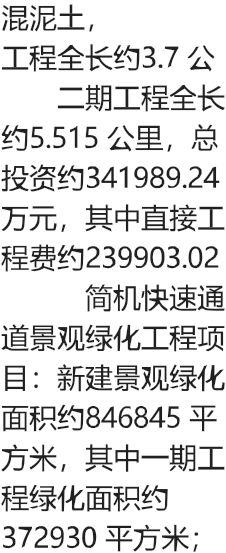 混泥土，
工程全长约3.7 公
二期工程全长
约5.515 公里，总
投资约341989.24
万元，其中直接工
程费约239903.02
简机快速通
道景观绿化工程项
目：新建景观绿化
面积约846845 平
方米，其中一期工
程绿化面积约
372930 平方米；